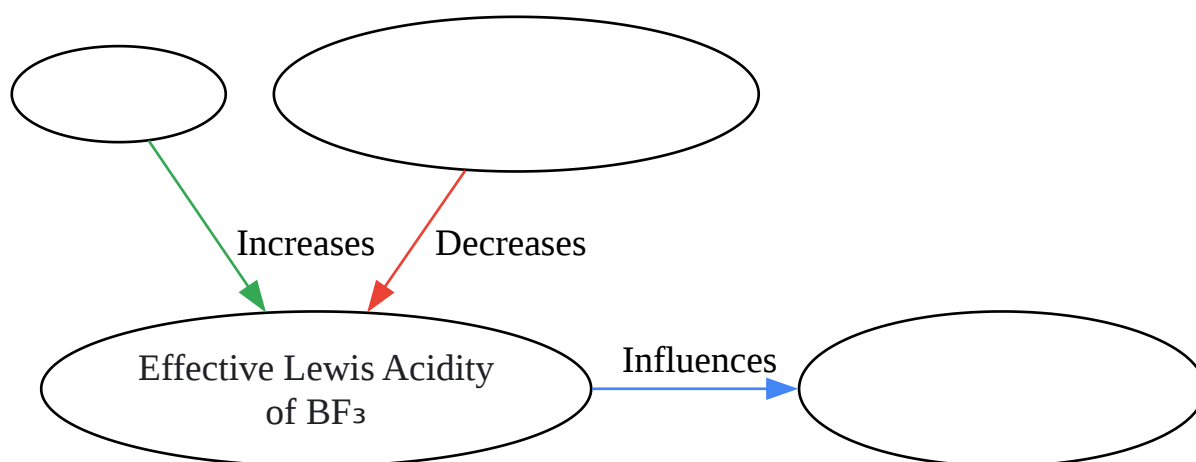 Increases
Decreases
Effective Lewis Acidity
of BF₃
Influences